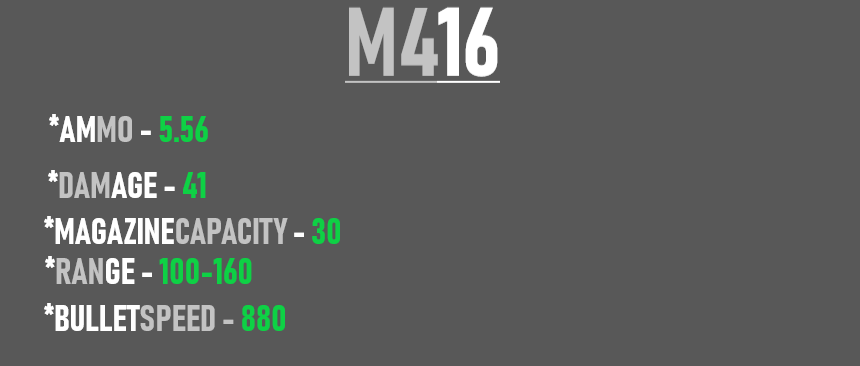 M416
*AMMO - 5.56
*DAMAGE - 41
*MAGAZINECAPACITY - 30
*RANGE - 100-160
*BULLETSPEED - 880